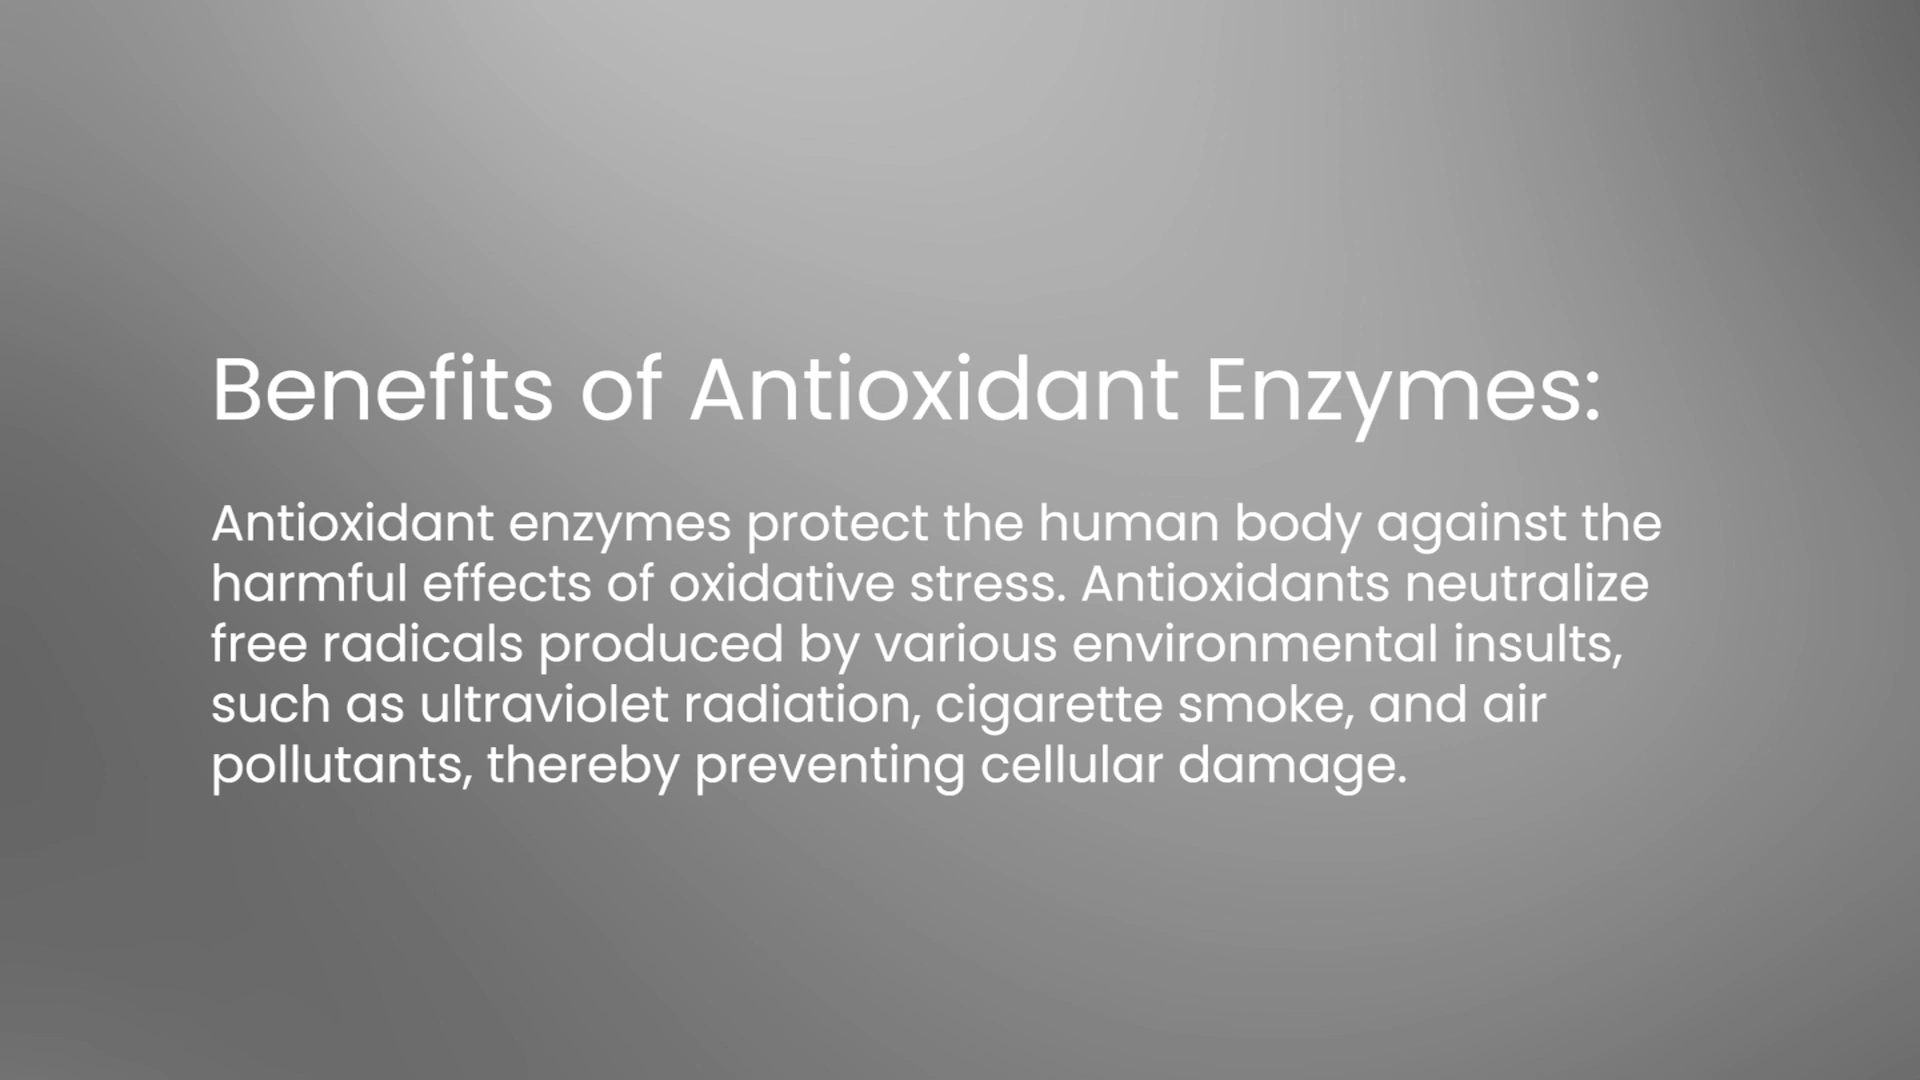 Benefits of Antioxidant Enzymes:
Antioxidant enzymes protect the human body against the
harmful effects of oxidative stress. Antioxidants neutralize
free radicals produced by various environmental insults,
such as ultraviolet radiation, cigarette smoke, and air
pollutants, thereby preventing cellular damage.